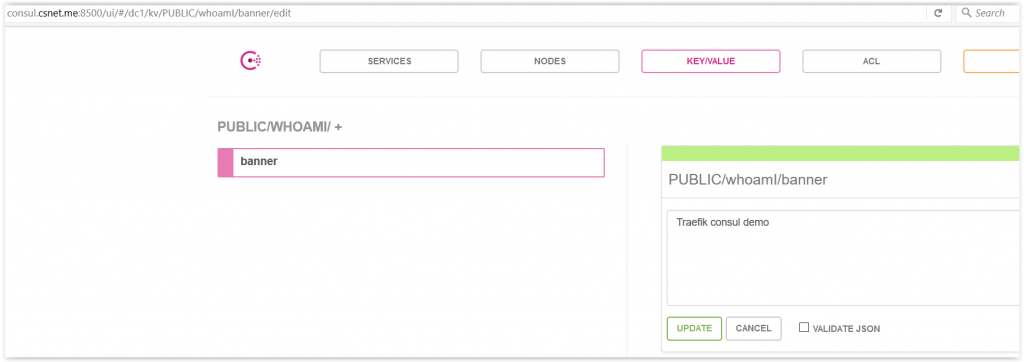 consul.csnet.me:8500/ui/#/dc1/kv/PUBLIC/whoamI/banner/edit
Search
SERVICES
NODES
KEY/VALUE
ACL
PUBLIC/WHOAMI/ +
banner
PUBLIC/whoamI/banner
Traefik consul demo
UPDATE
CANCEL
VALIDATE JSON